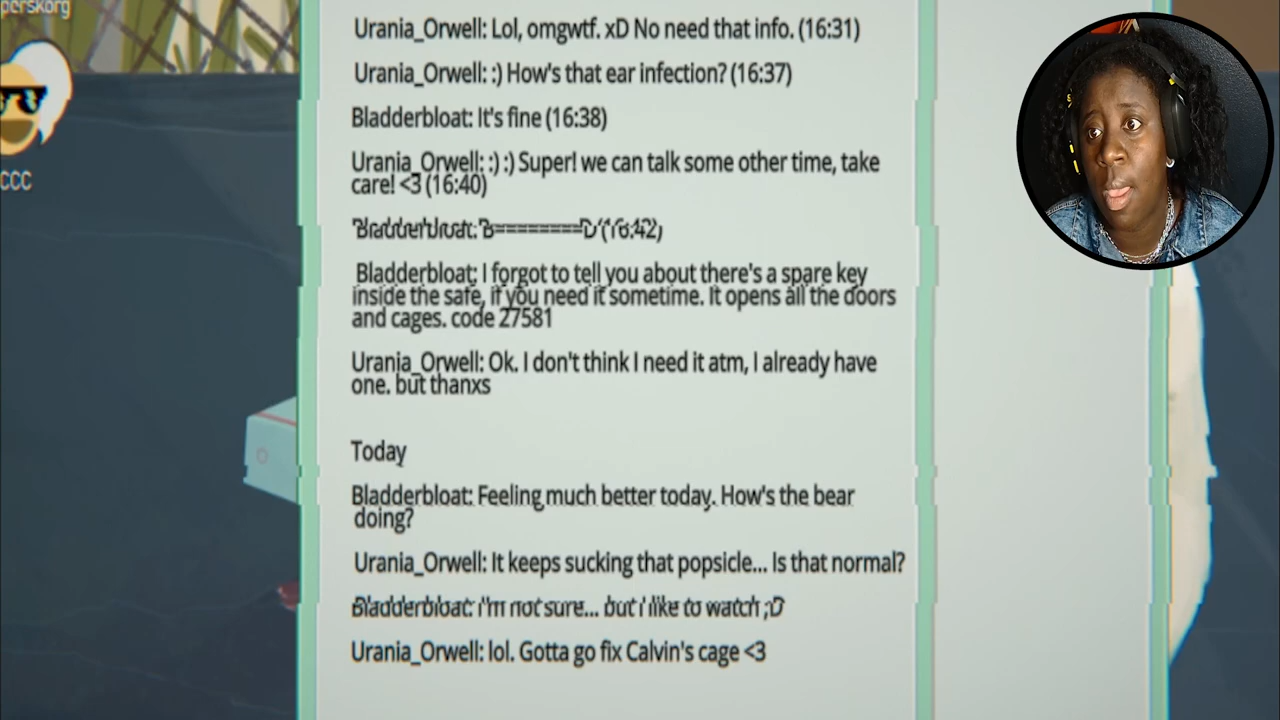 perskorg
CCC
Urania_Orwell: Lol, omgwtf. xD No need that info. (16:31)
Urania_Orwell: :) How's that ear infection? (16:37)
Bladderbloat: It's fine (16:38)
Urania_Orwell: :) :) Super! we can talk some other time, take
care! <3 (16:40)
Bladderbloat: B========D (16:42)
Bladderbloat: I forgot to tell you about there's a spare key
inside the safe, if you need it sometime. It opens all the doors
and cages. code 27581
Urania_Orwell: Ok. I don't think I need it atm, I already have
one. but thanxs
Today
Bladderbloat: Feeling much better today. How's the bear
doing?
Urania_Orwell: It keeps sucking that popsicle... Is that normal?
Bladderbloat: i'm not sure... but i like to watch ;D
Urania_Orwell: lol. Gotta go fix Calvin's cage <3